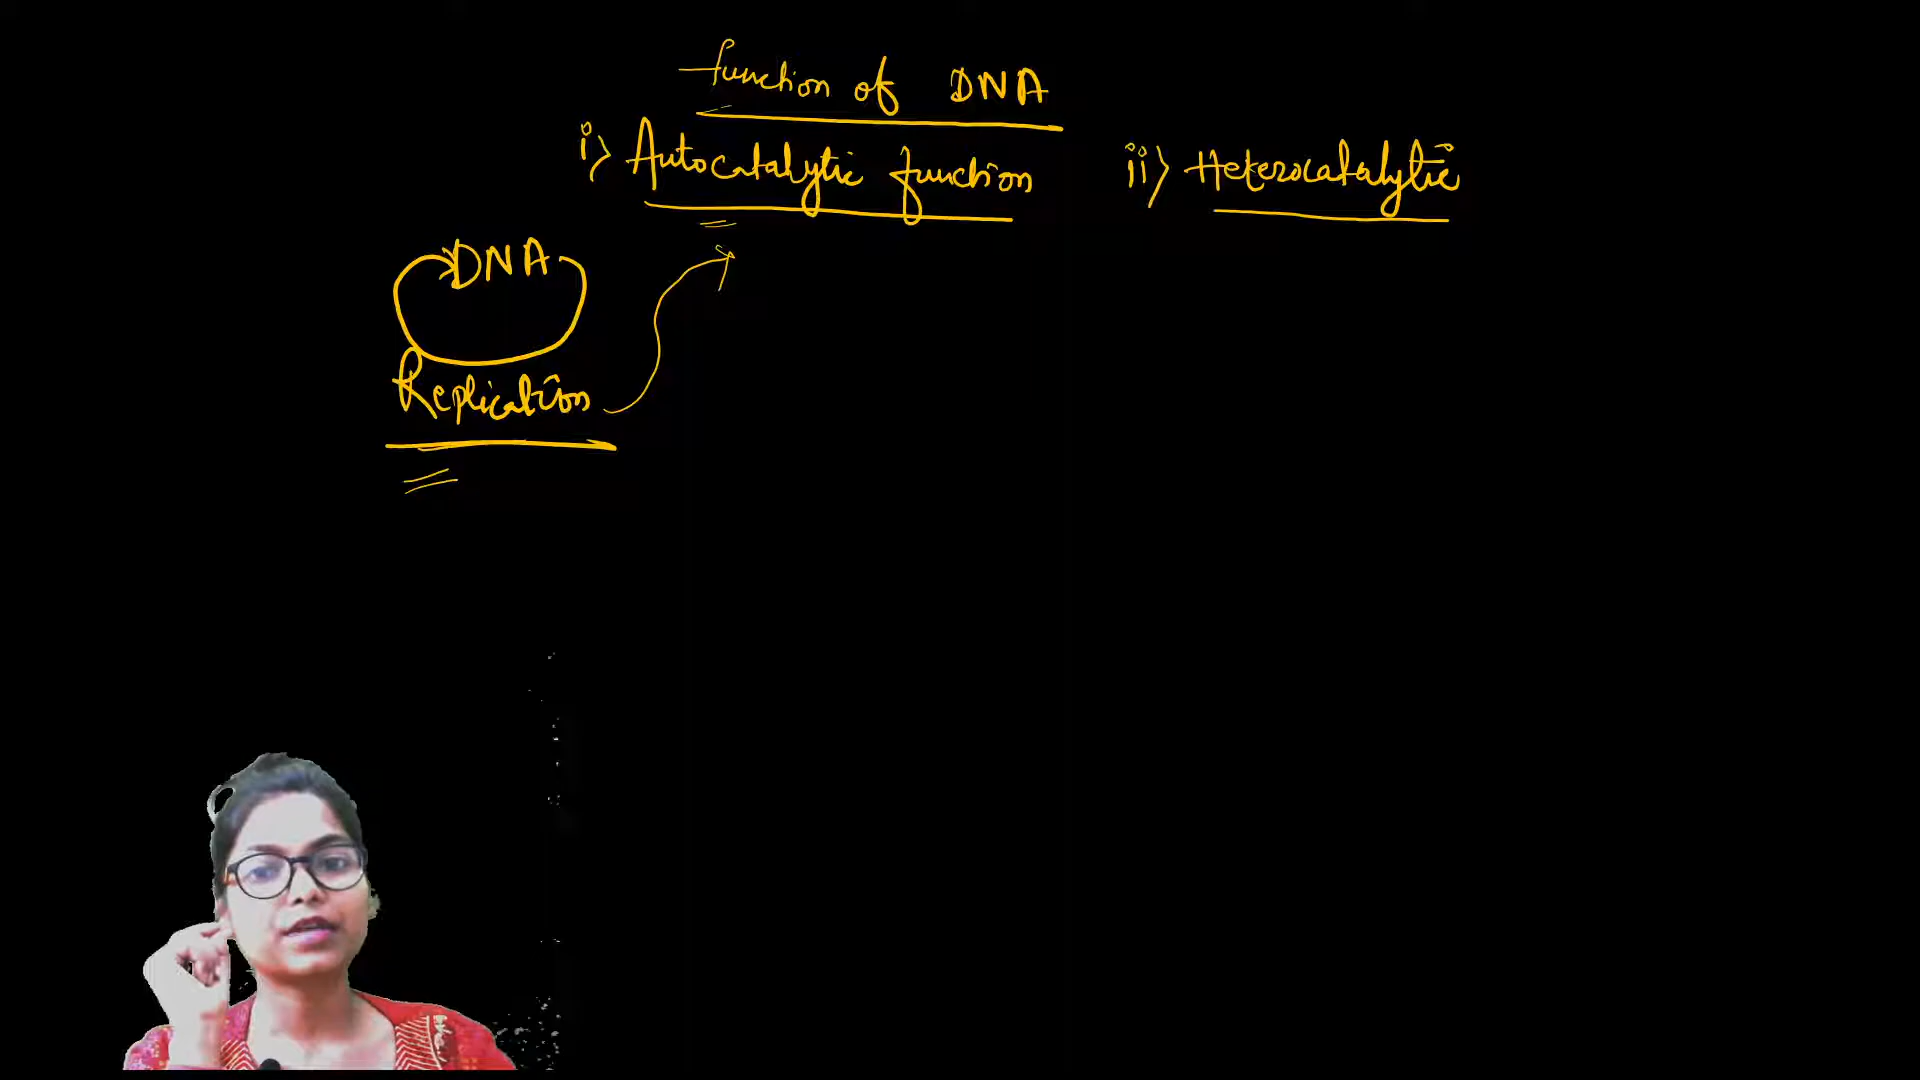 function of DNA
i> Autocatalytic function ii> Heterocatalytic
DNA
Replication